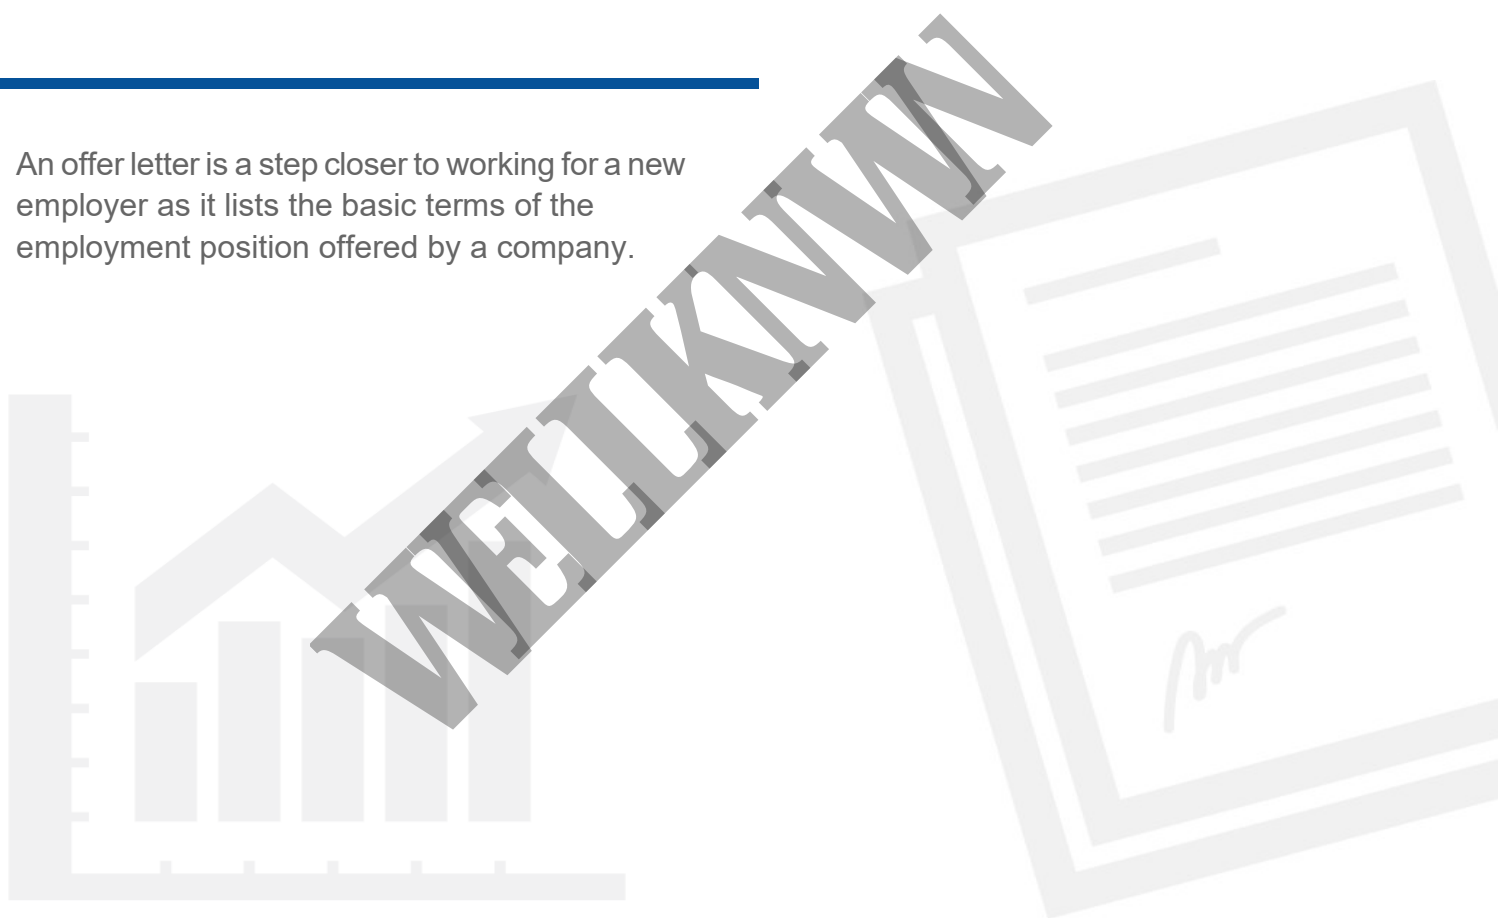 An offer letter is a step closer to working for a new
employer as it lists the basic terms of the
employment position offered by a company.
WELLKNWN